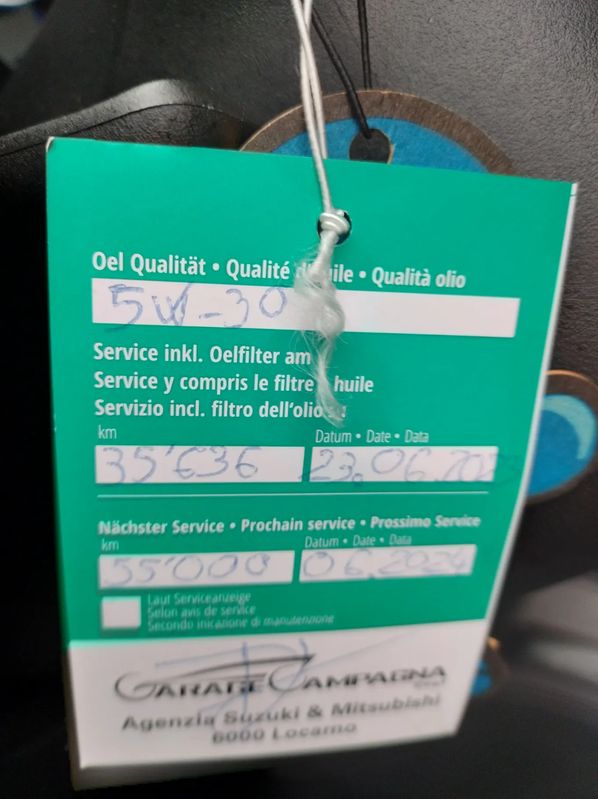 Oel Qualität • Qualité d'huile • Qualità olio
5W-30
Service inkl. Oelfilter am
Service y compris le filtre à huile
Servizio incl. filtro dell'olio
km
Datum • Date • Data
35'636
23.06.202
Nächster Service • Prochain service • Prossimo Service
km
Datum • Date • Data
55'000
06.2024
Laut Serviceanzeige
Selon avis de service
Secondo inicazione di manutenzione
GARAGE CAMPAGNA
Agenzia Suzuki & Mitsubishi
6600 Locarno